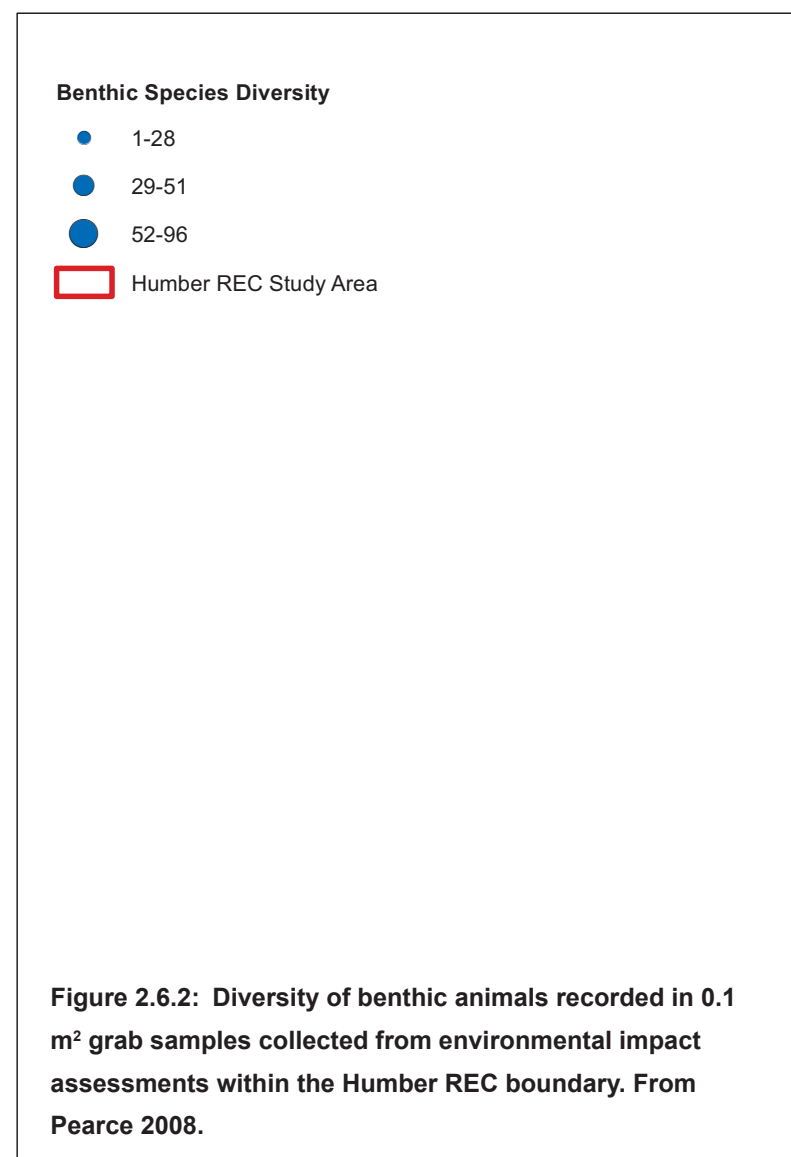 Benthic Species Diversity
1-28
29-51
52-96
Humber REC Study Area
Figure 2.6.2: Diversity of benthic animals recorded in 0.1
m² grab samples collected from environmental impact
assessments within the Humber REC boundary. From
Pearce 2008.